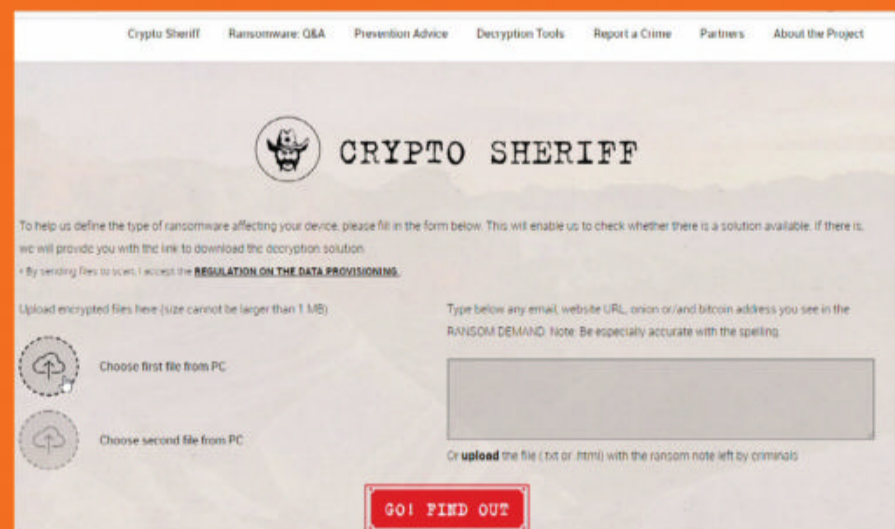 Crypto Sheriff Ransomware: Q&A Prevention Advice Decryption Tools Report a Crime Partners About the Project
CRYPTO SHERIFF
To help us define the type of ransomware affecting your device, please fill in the form below. This will enable us to check whether there is a solution available. If there is,
we will provide you with the link to download the decryption solution.
* By sending files to scan, I accept the REGULATION ON THE DATA PROVISIONING.
Upload encrypted files here (size cannot be larger than 1 MB)
Choose first file from PC
Choose second file from PC
Type below any email, website URL, onion or/and bitcoin address you see in the
RANSOM DEMAND. Note: Be especially accurate with the spelling.
Or upload the file (.txt or .html) with the ransom note left by criminals
GO! FIND OUT